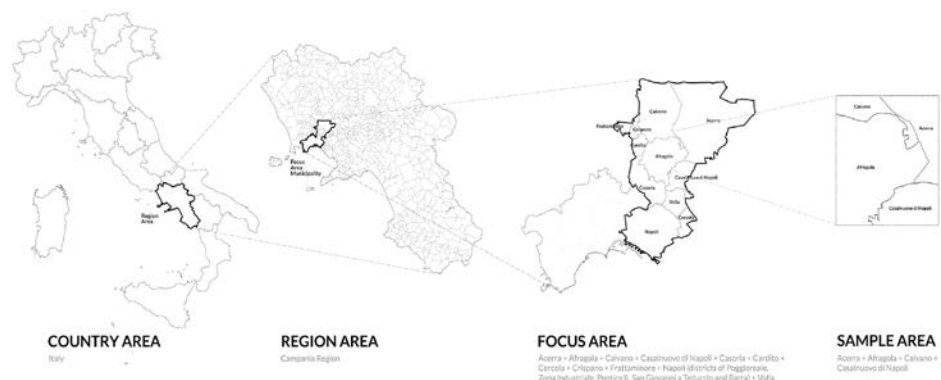 Region
Area
Focus
Area
Municipality
Caivano
Acerra
Frattaminore
Crispano
Cardito
Afragola
Casalnuovo di Napoli
Casoria
Volla
Cercola
Napoli
Caivano
Acerra
Afragola
Casalnuovo di Napoli
COUNTRY AREA
Italy
REGION AREA
Campania Region
FOCUS AREA
Acerra + Afragola + Caivano + Casalnuovo di Napoli + Casoria + Cardito +
Cercola + Crispano + Frattaminore + Napoli (districts of Poggioreale,
Zona Industriale, Ponticelli, San Giovanni a Teduccio and Barra) + Volla
SAMPLE AREA
Acerra + Afragola + Caivano +
Casalnuovo di Napoli